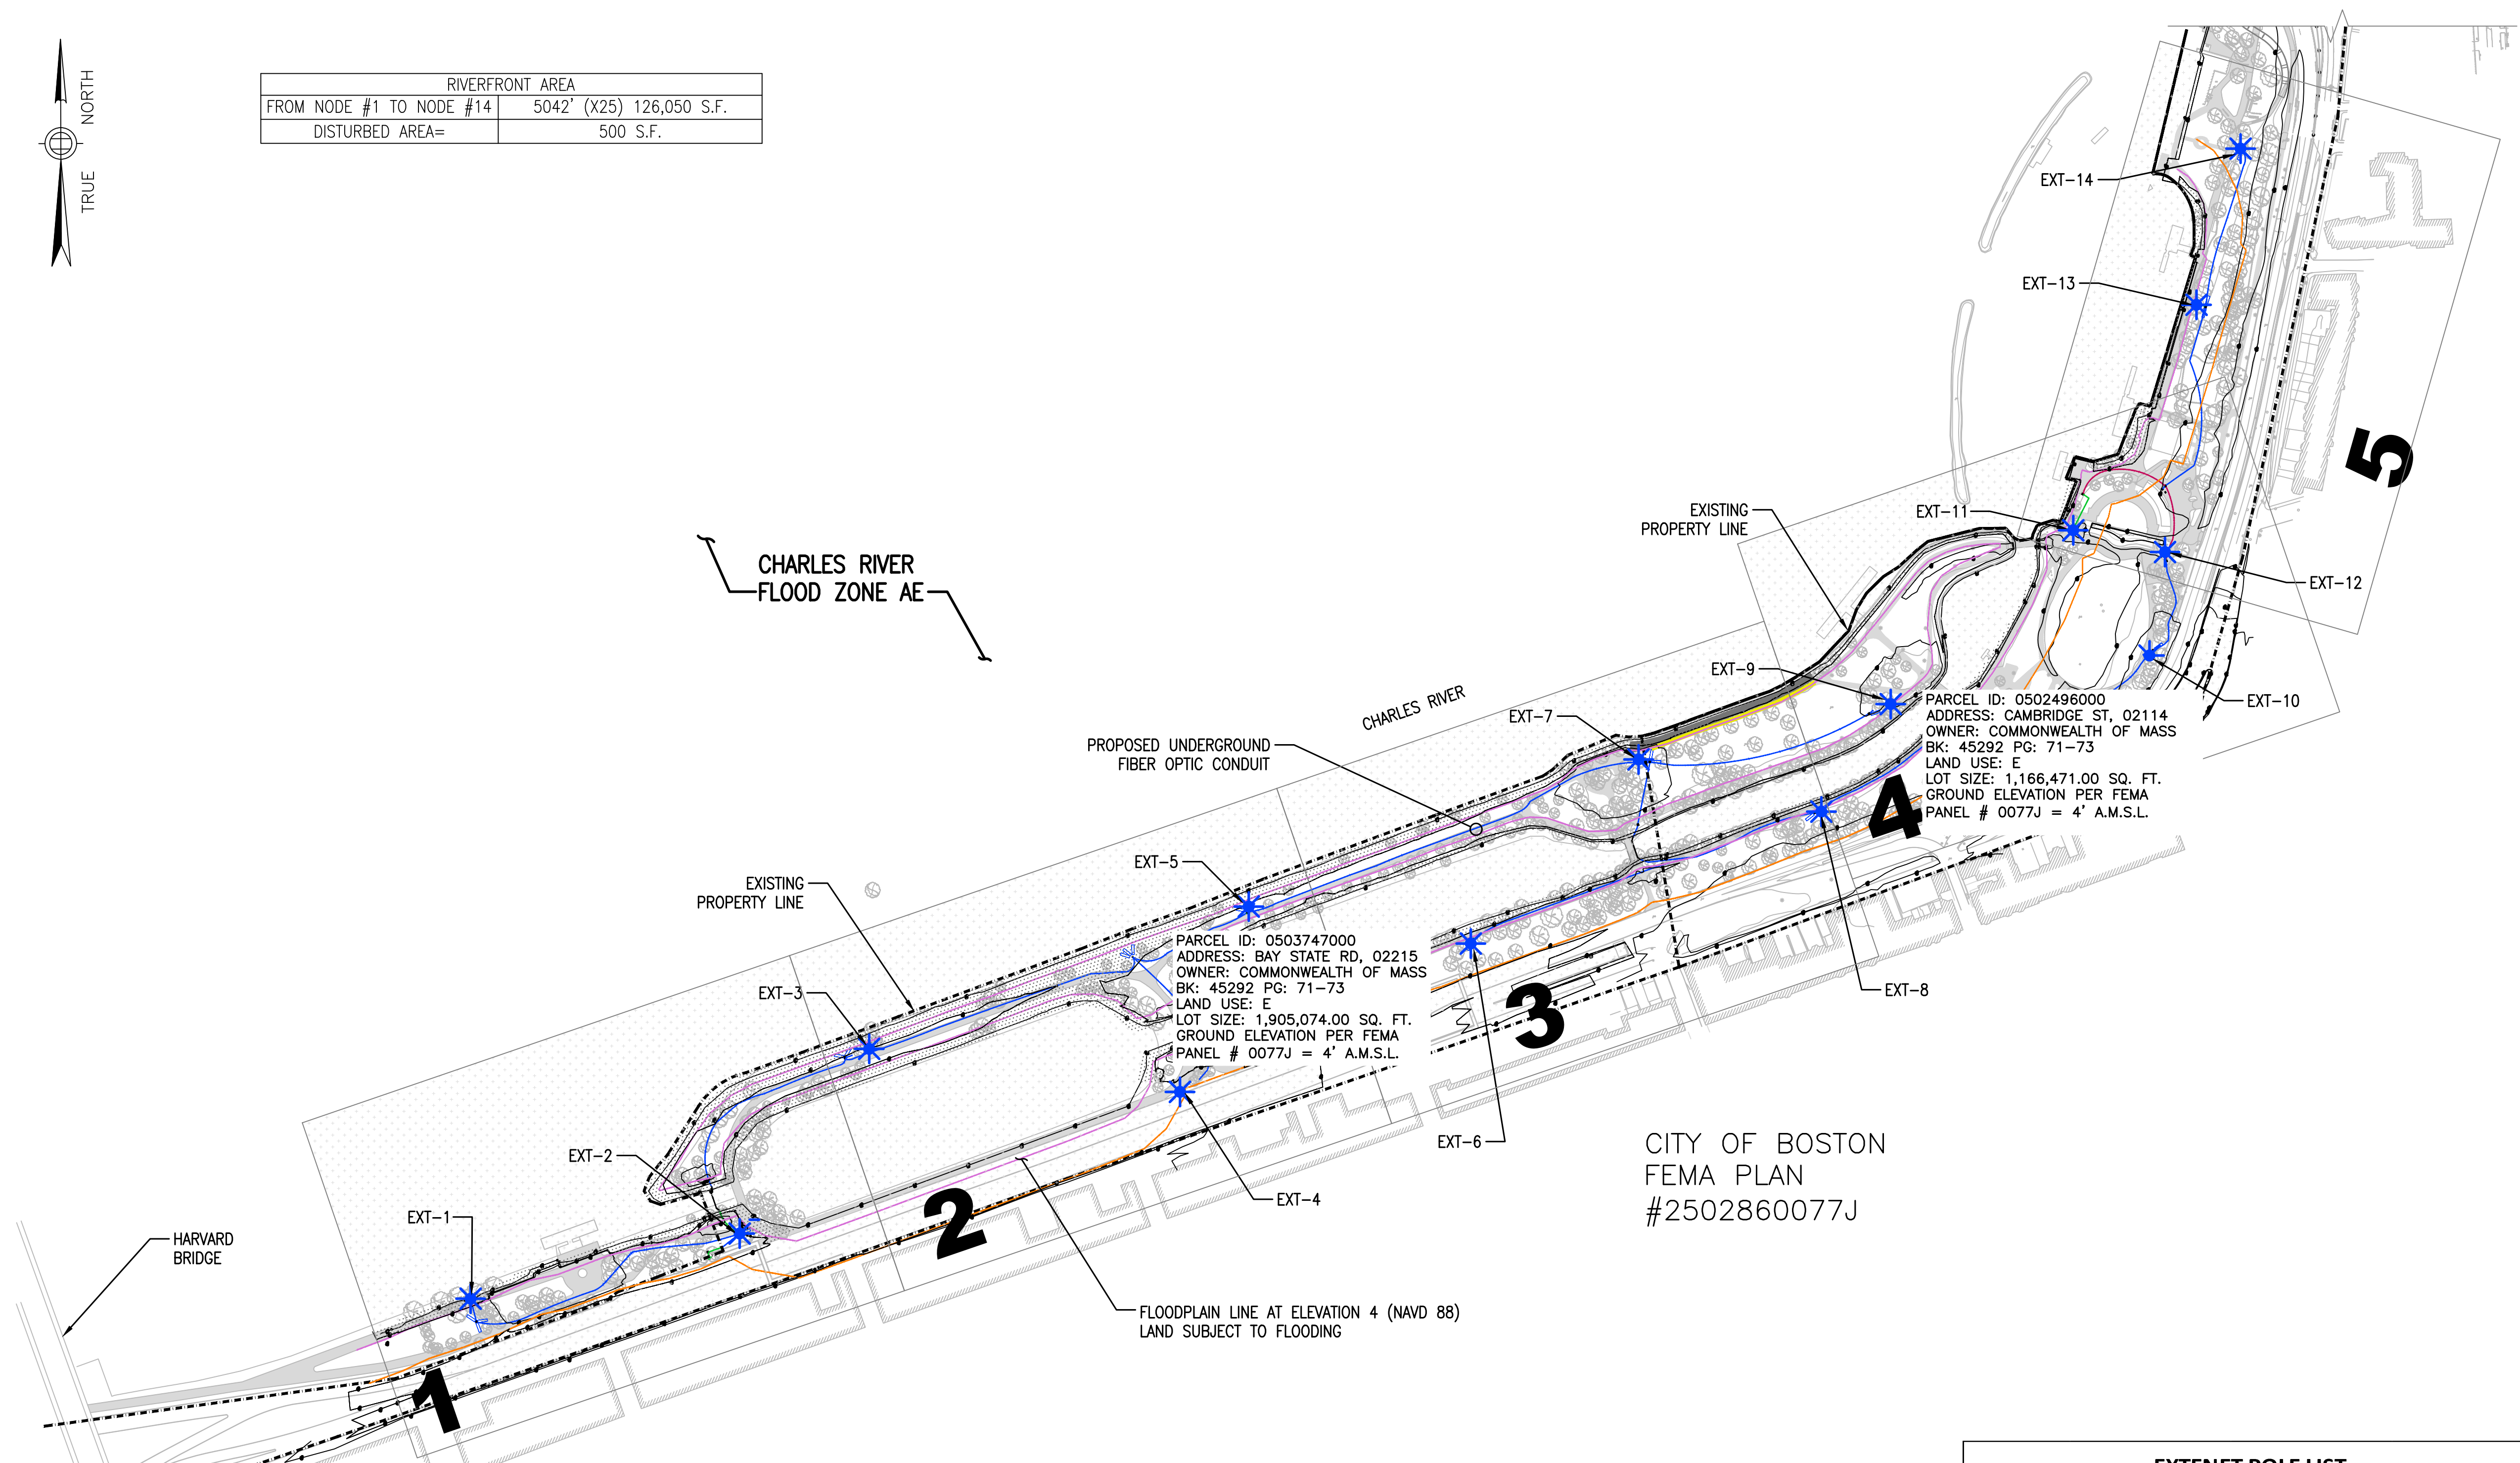 TRUE NORTH
RIVERFRONT AREA
FROM NODE #1 TO NODE #14 5042' (X25) 126,050 S.F.
DISTURBED AREA= 500 S.F.
EXT-14
EXT-13
5
EXISTING
PROPERTY LINE
EXT-11
EXT-12
CHARLES RIVER
FLOOD ZONE AE
EXT-9
EXT-10
PARCEL ID: 0502496000
ADDRESS: CAMBRIDGE ST, 02114
OWNER: COMMONWEALTH OF MASS
BK: 45292 PG: 71-73
LAND USE: E
LOT SIZE: 1,166,471.00 SQ. FT.
GROUND ELEVATION PER FEMA
PANEL # 0077J = 4' A.M.S.L.
CHARLES RIVER
EXT-7
PROPOSED UNDERGROUND
FIBER OPTIC CONDUIT
4
EXT-5
EXISTING
PROPERTY LINE
PARCEL ID: 0503747000
ADDRESS: BAY STATE RD, 02215
OWNER: COMMONWEALTH OF MASS
BK: 45292 PG: 71-73
LAND USE: E
LOT SIZE: 1,905,074.00 SQ. FT.
GROUND ELEVATION PER FEMA
PANEL # 0077J = 4' A.M.S.L.
EXT-3
EXT-8
3
EXT-6
CITY OF BOSTON
FEMA PLAN
#2502860077J
EXT-2
EXT-4
2
EXT-1
HARVARD
BRIDGE
FLOODPLAIN LINE AT ELEVATION 4 (NAVD 88)
LAND SUBJECT TO FLOODING
1
EXTENET POLE LIST